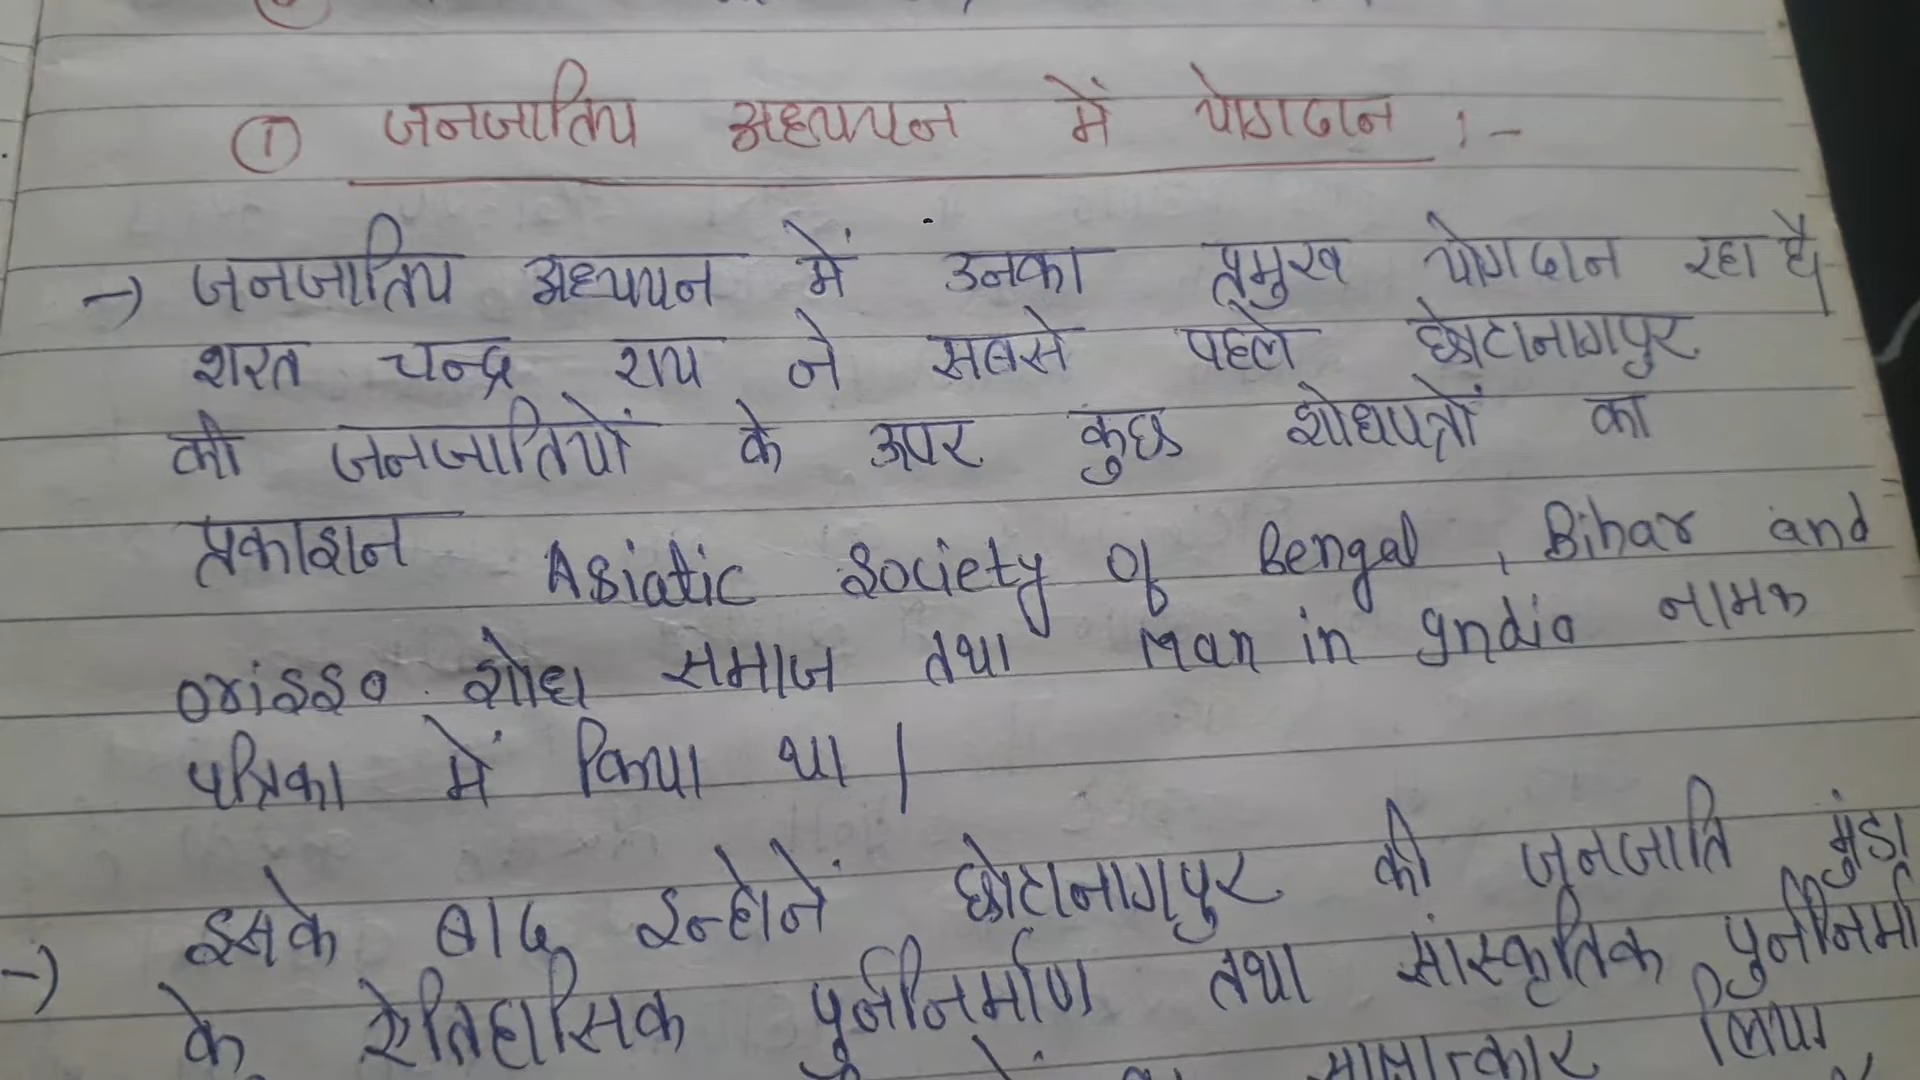 ① जनजातिय अध्ययन में योगदान :-
→ जनजातिय अध्ययन में उनका प्रमुख योगदान रहा है।
शरत चन्द्र राय ने सबसे पहले छोटानागपुर
की जनजातियों के उपर कुछ शोधपत्रों का
प्रकाशन Asiatic Society Of Bengal, Bihar and
orissa शोध समाज तथा Man in India नामक
पत्रिका में किया था |
→ इसके बाद इन्होनें छोटानागपुर की जनजाति मुंडा
के ऐतिहासिक पुर्ननिर्माण तथा सांस्कृतिक पुर्ननिर्मा
साक्षात्कार लिया